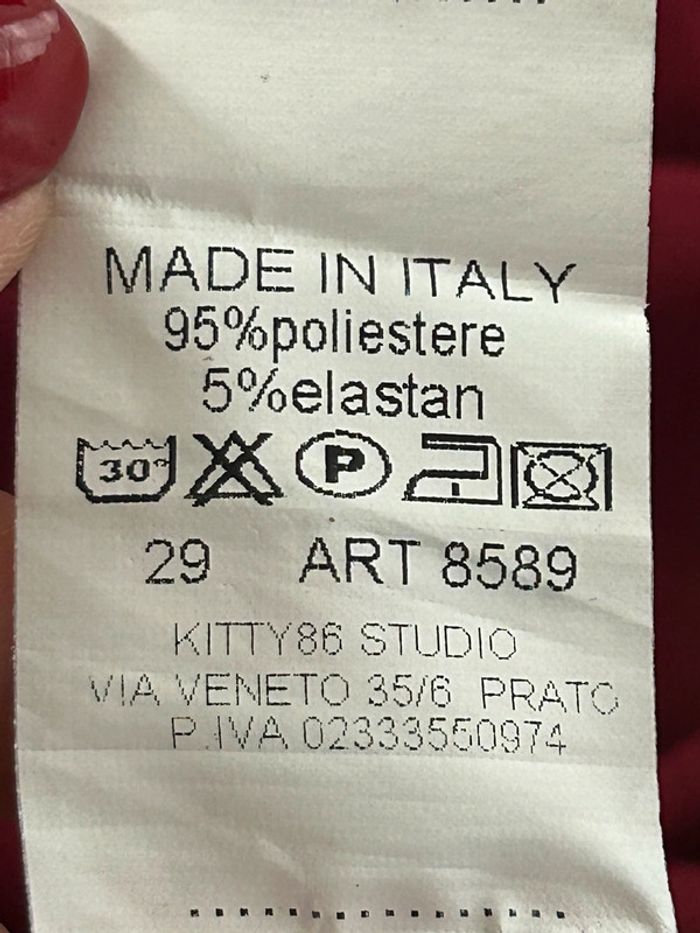 MADE IN ITALY
95%poliestere
5%elastan
30° P
29 ART 8589
KITTY86 STUDIO
VIA VENETO 35/6 PRATO
P.IVA 02333550974